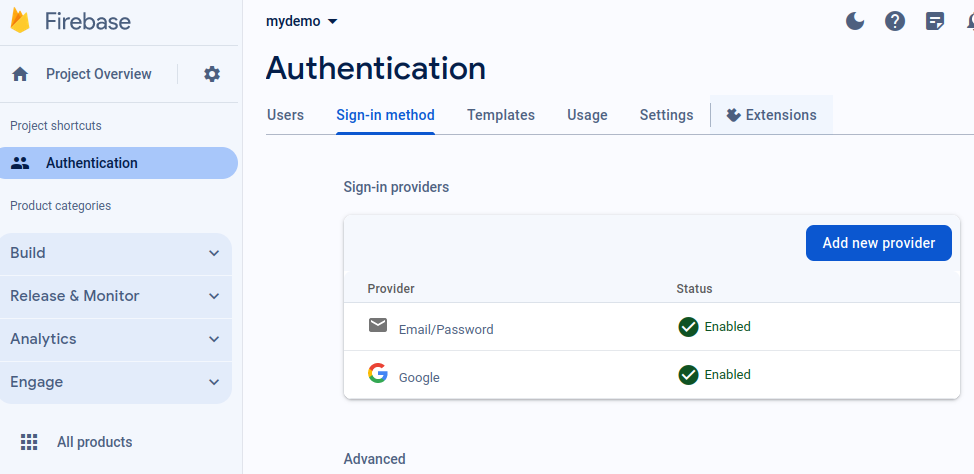 Firebase
Project Overview
Project shortcuts
Authentication
Product categories
Build
Release & Monitor
Analytics
Engage
All products
mydemo
Authentication
Users Sign-in method Templates Usage Settings Extensions
Sign-in providers
Add new provider
Provider Status
Email/Password Enabled
Google Enabled
Advanced